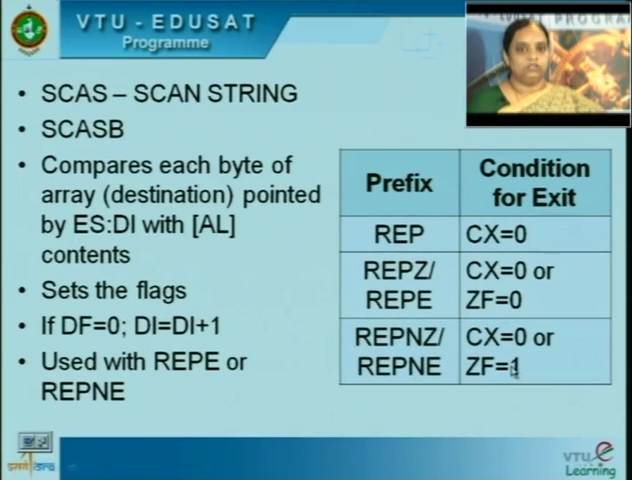 VTU - EDUSAT
Programme
• SCAS – SCAN STRING
• SCASB
• Compares each byte of
array (destination) pointed
by ES:DI with [AL]
contents
• Sets the flags
• If DF=0; DI=DI+1
• Used with REPE or
REPNE
Prefix
Condition
for Exit
REP
CX=0
REPZ/
REPE
CX=0 or
ZF=0
REPNZ/
REPNE
CX=0 or
ZF=1
VTU e
Learning